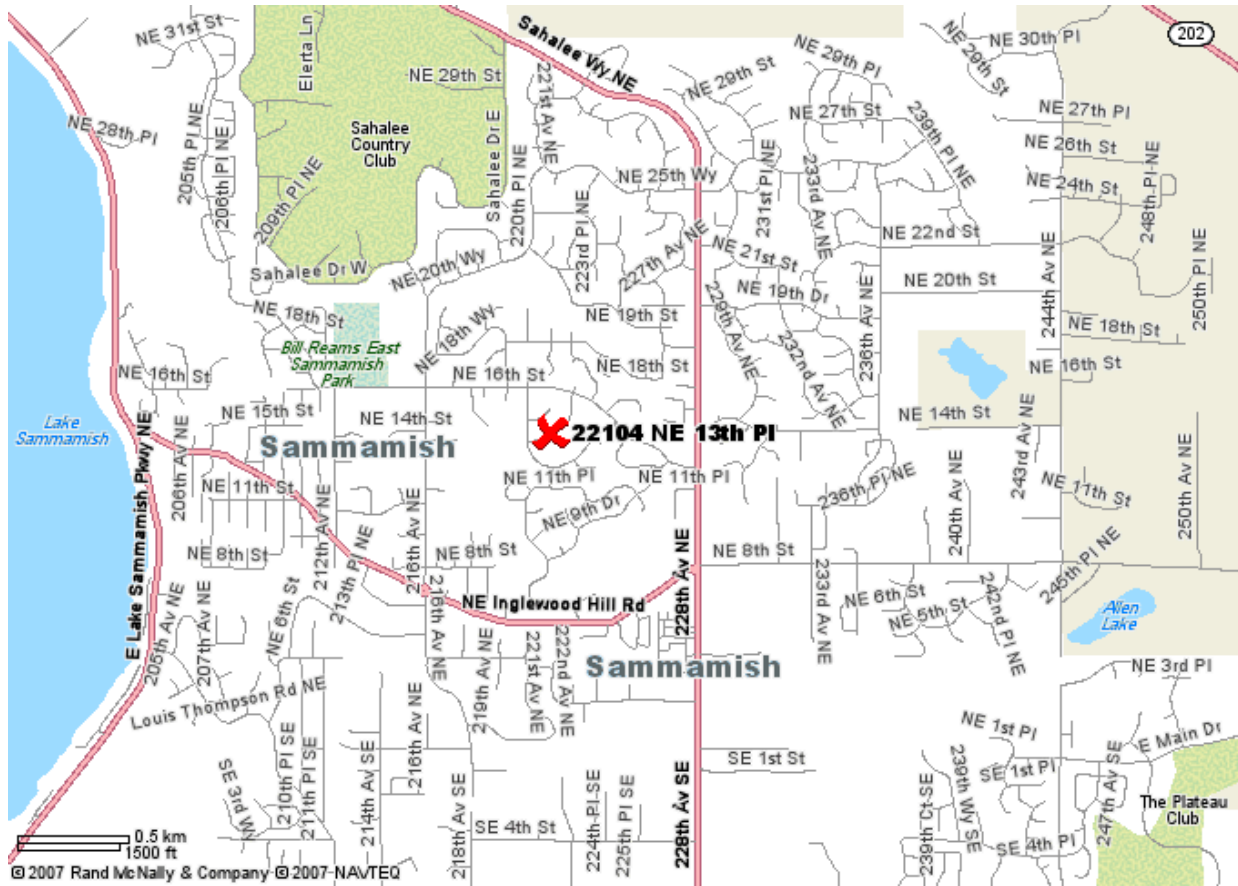 NE 31st St
Elerta Ln
Sahalee Wy NE
NE 29th St
NE 30th Pl
202
NE 29th St
NE 29th St
NE 29th Pl
221st Av NE
NE 28th Pl
205th Pl NE
206th Pl NE
Sahalee
Country
Club
Sahalee Dr E
NE 27th St
239th Pl NE
NE 27th Pl
NE 26th St
NE 24th St
248th Pl NE
209th Pl NE
220th Pl NE
NE 25th Wy
231st Pl NE
233rd Av NE
223rd Pl NE
NE 22nd St
244th Av NE
250th Pl NE
227th Av NE
NE 21st St
Sahalee Dr W
NE 20th Wy
NE 20th St
NE 19th Dr
229th Av NE
236th Av NE
NE 18th St
NE 19th St
NE 18th Wy
NE 18th St
Bill Reams East
Sammamish
Park
232nd Av NE
NE 16th St
NE 16th St
NE 16th St
NE 18th St
Lake
Sammamish
NE 15th St
NE 14th St
NE 14th St
Sammamish
22104 NE 13th Pl
206th Av NE
243rd Av NE
E Lake Sammamish Pkwy NE
NE 11th St
NE 11th Pl
NE 11th Pl
236th Pl NE
240th Av NE
NE 11th St
250th Av NE
NE 9th Dr
212th Av NE
216th Av NE
NE 8th St
213th Pl NE
NE 8th St
228th Av NE
NE 8th St
233rd Av NE
245th Pl NE
NE 6th St
NE Inglewood Hill Rd
NE 6th St
NE 5th St
242nd Pl NE
Allen
Lake
205th Av NE
207th Av NE
216th Av NE
219th Av NE
221st Av NE
222nd Av NE
Sammamish
NE 3rd Pl
Louis Thompson Rd NE
216th Av NE
NE 1st Pl
E Main Dr
SE 1st St
SE 1st Pl
SE 3rd Wy
210th Pl SE
211th Pl SE
214th Av SE
218th Av SE
SE 4th St
224th Pl SE
225th Pl SE
228th Av SE
239th Ct SE
239th Wy SE
SE 4th Pl
247th Av SE
The Plateau
Club
0.5 km
1500 ft
© 2007 Rand McNally & Company © 2007 NAVTEQ